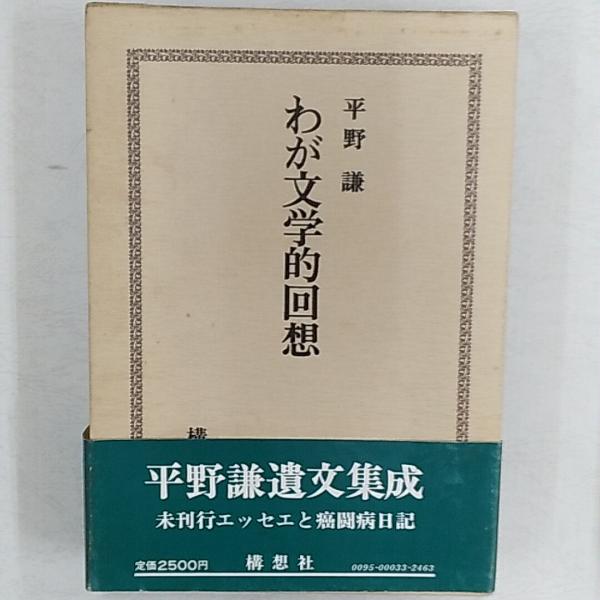 平野謙
わが文学的回想
構
平野謙遺文集成
未刊行エッセエと癌闘病日記
定価2500円
構想社
0095-00033-2463